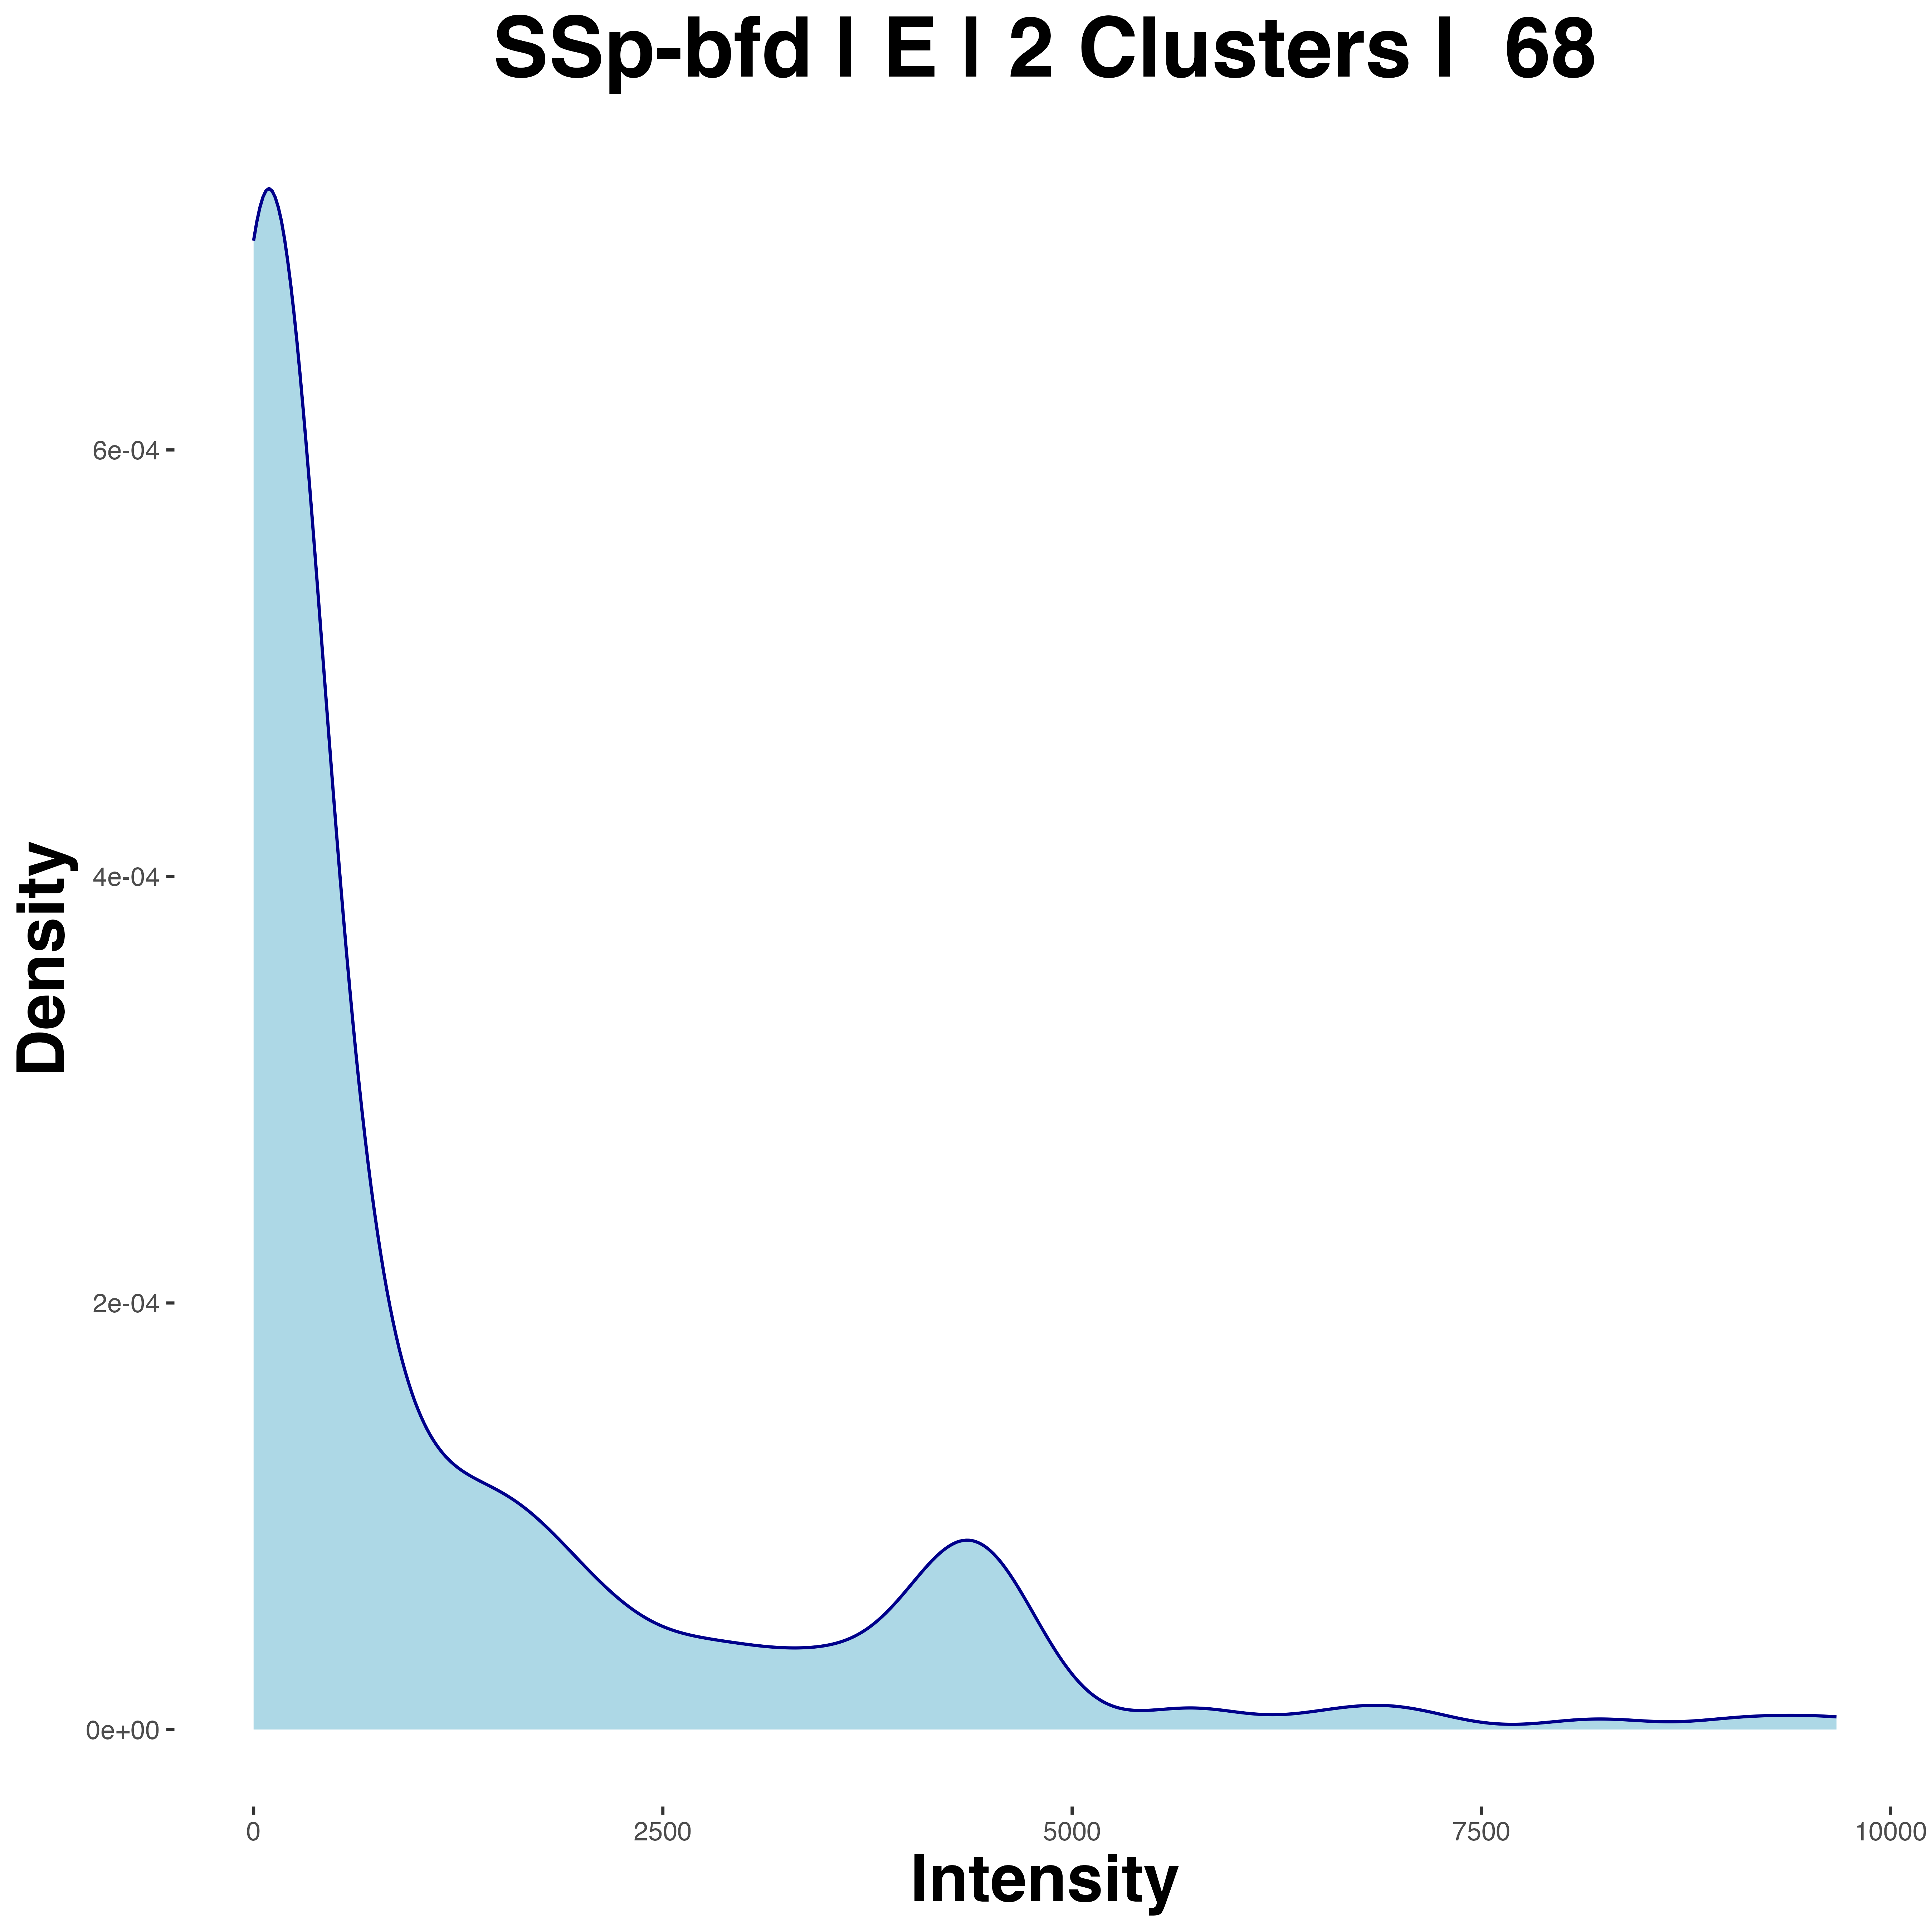 SSp-bfd | E | 2 Clusters |  68
Density
6e-04
4e-04
2e-04
0e+00
0 2500 5000 7500 10000
Intensity